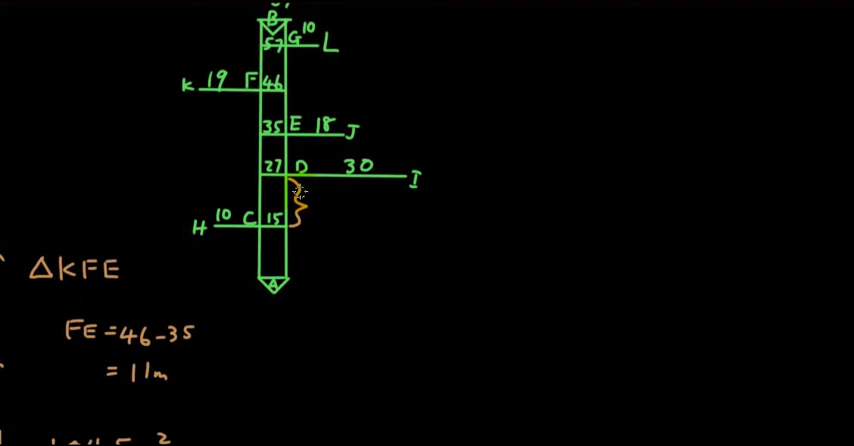 B
57 G 10 L
K 19 F 46
35 E 18 J
27 D 30 I
H 10 C 15
A
ΔKFE
FE = 46-35
= 11m